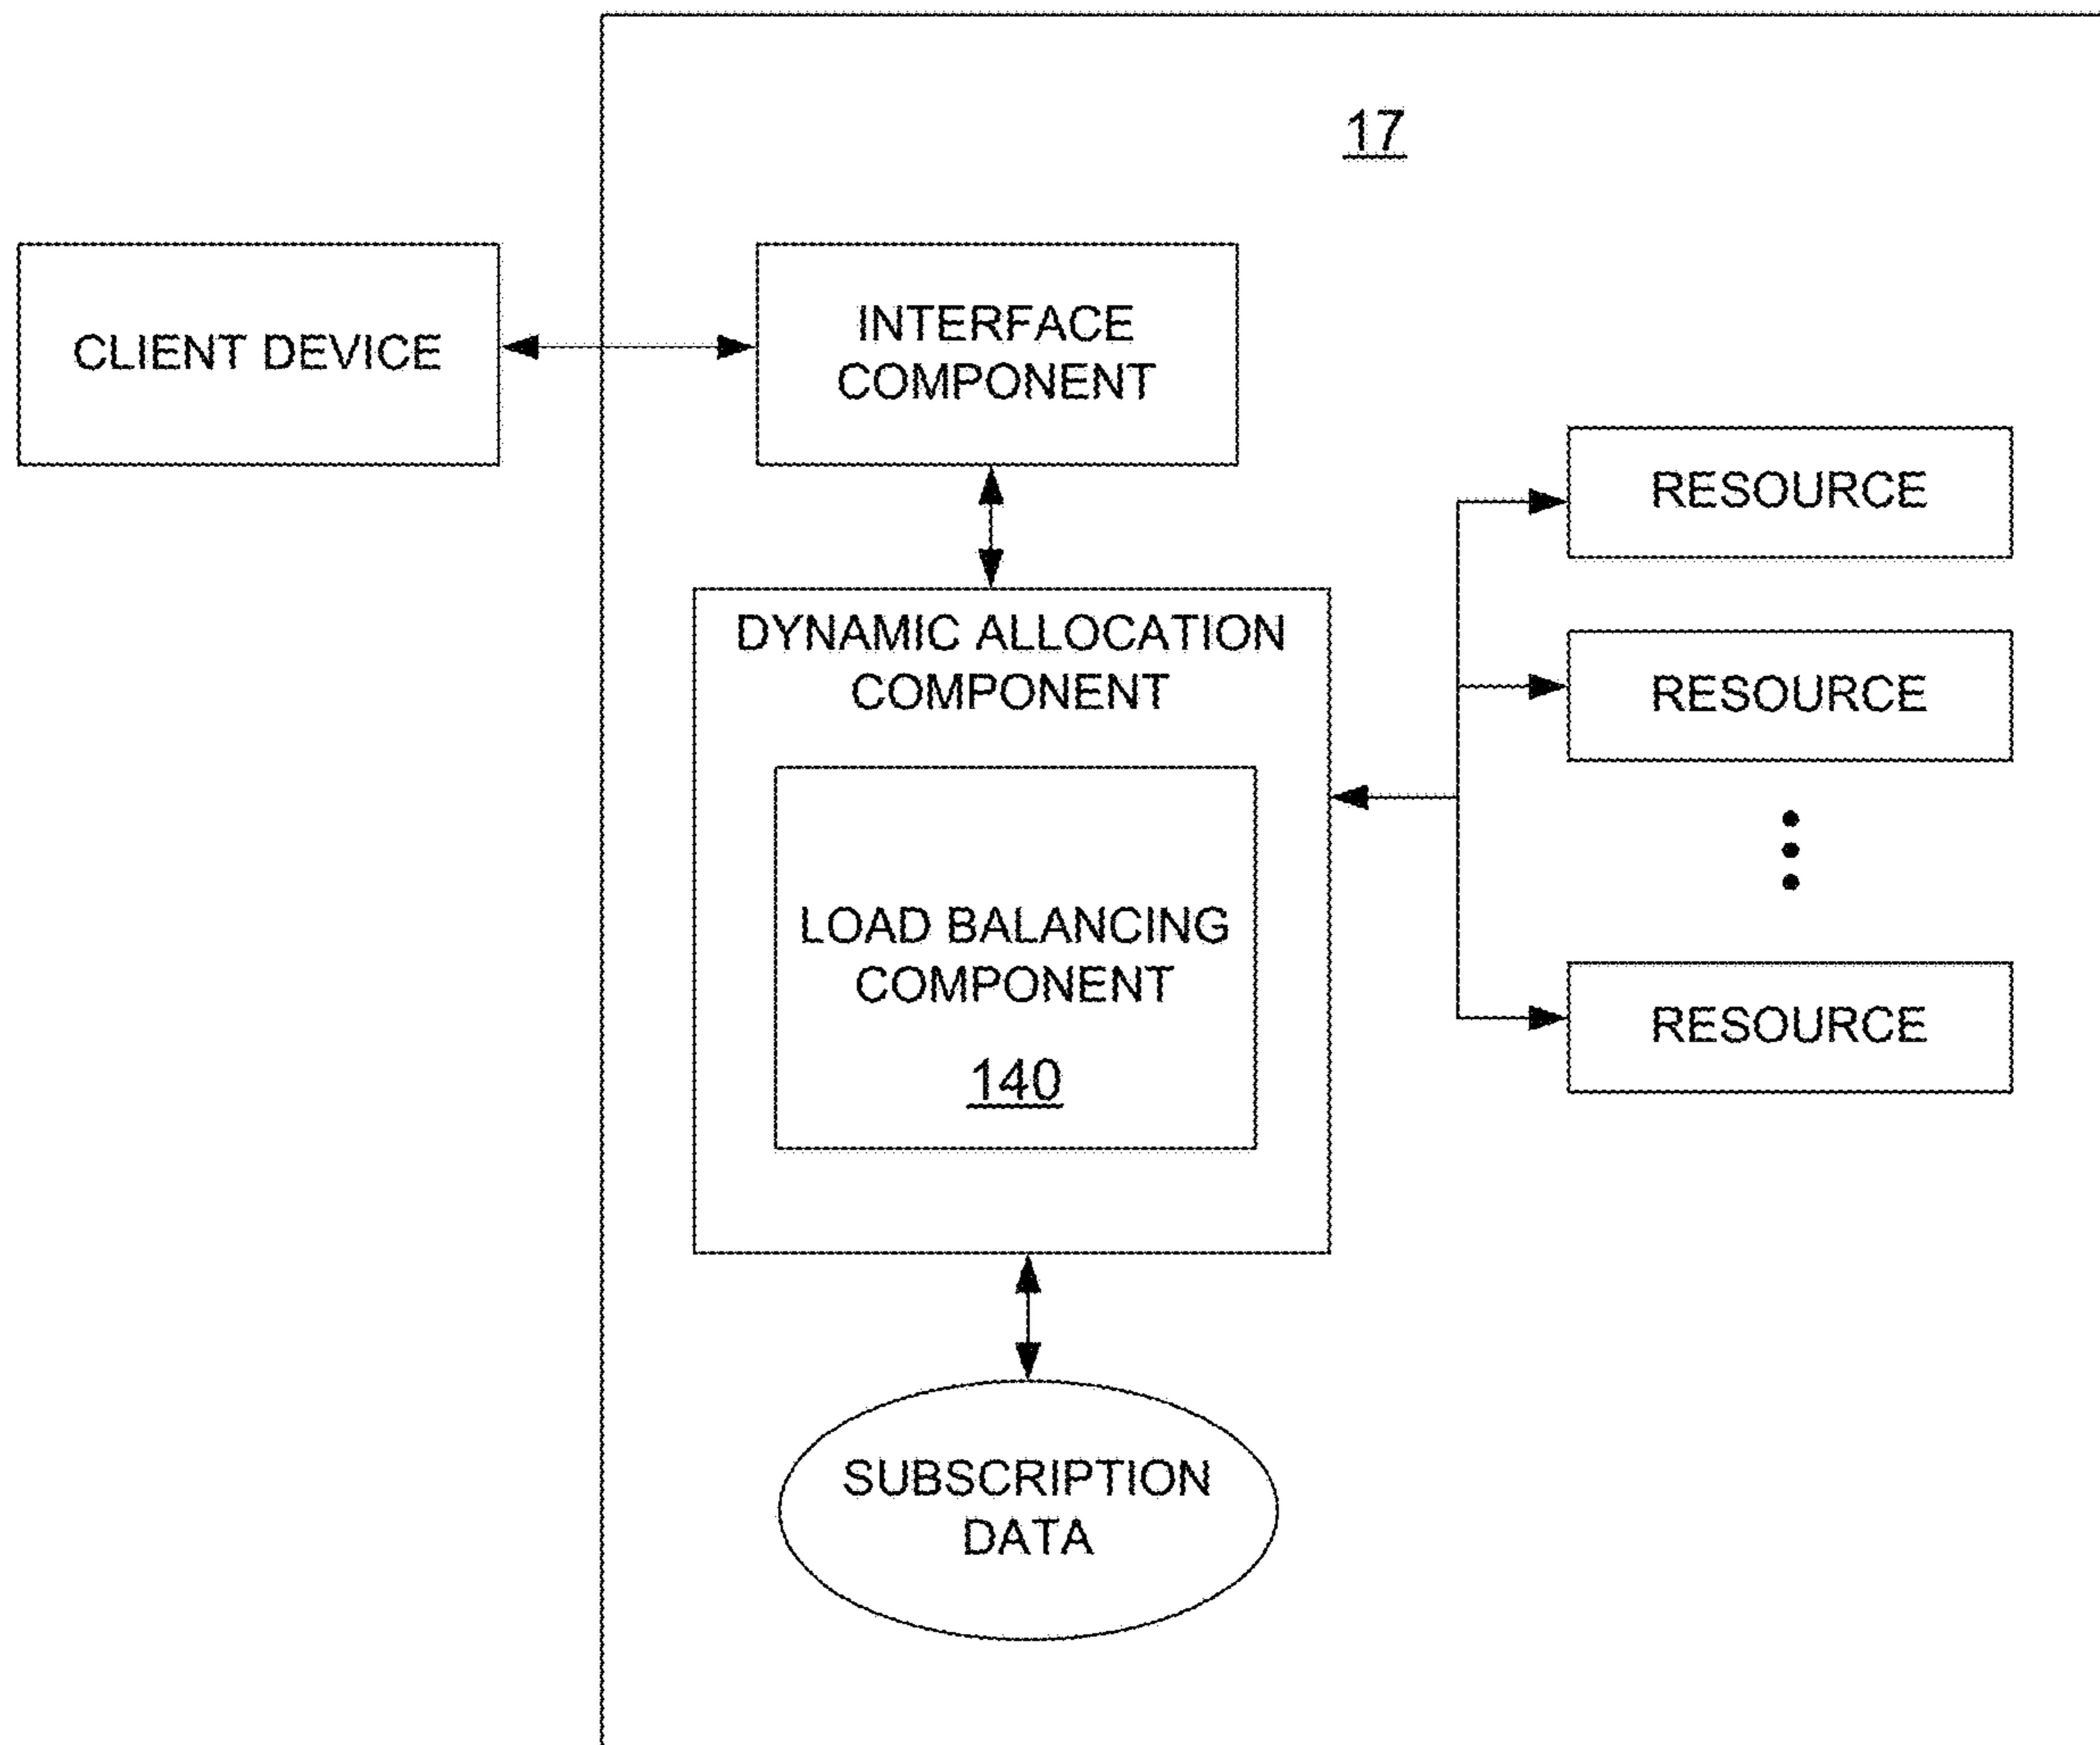 17
CLIENT DEVICE
INTERFACE
COMPONENT
DYNAMIC ALLOCATION
COMPONENT
LOAD BALANCING
COMPONENT
140
RESOURCE
RESOURCE
RESOURCE
SUBSCRIPTION
DATA